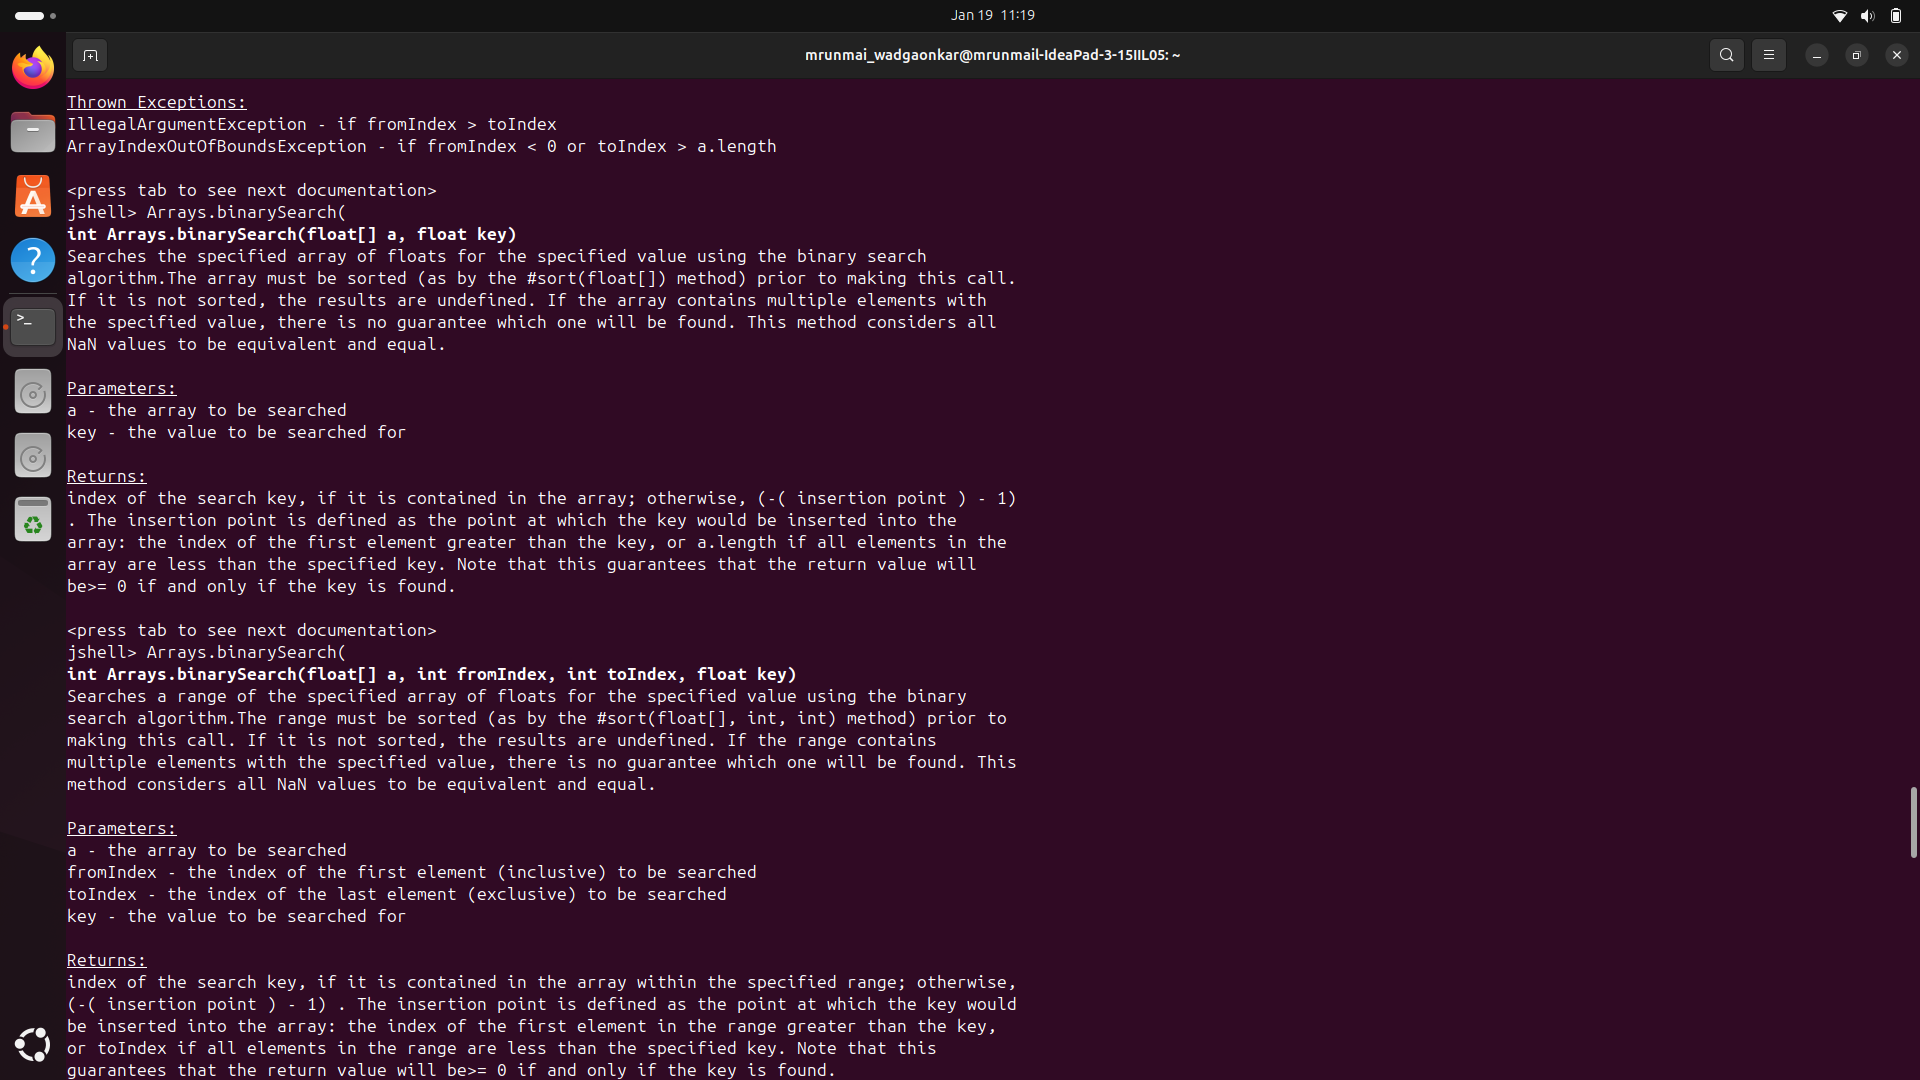 Jan 19 11:19
mrunmai_wadgaonkar@mrunmail-IdeaPad-3-15IIL05: ~
Thrown Exceptions:
IllegalArgumentException - if fromIndex > toIndex
ArrayIndexOutOfBoundsException - if fromIndex < 0 or toIndex > a.length
<press tab to see next documentation>
jshell> Arrays.binarySearch(
int Arrays.binarySearch(float[] a, float key)
Searches the specified array of floats for the specified value using the binary search
algorithm.The array must be sorted (as by the #sort(float[]) method) prior to making this call.
If it is not sorted, the results are undefined. If the array contains multiple elements with
the specified value, there is no guarantee which one will be found. This method considers all
NaN values to be equivalent and equal.
Parameters:
a - the array to be searched
key - the value to be searched for
Returns:
index of the search key, if it is contained in the array; otherwise, (-( insertion point ) - 1)
. The insertion point is defined as the point at which the key would be inserted into the
array: the index of the first element greater than the key, or a.length if all elements in the
array are less than the specified key. Note that this guarantees that the return value will
be>= 0 if and only if the key is found.
<press tab to see next documentation>
jshell> Arrays.binarySearch(
int Arrays.binarySearch(float[] a, int fromIndex, int toIndex, float key)
Searches a range of the specified array of floats for the specified value using the binary
search algorithm.The range must be sorted (as by the #sort(float[], int, int) method) prior to
making this call. If it is not sorted, the results are undefined. If the range contains
multiple elements with the specified value, there is no guarantee which one will be found. This
method considers all NaN values to be equivalent and equal.
Parameters:
a - the array to be searched
fromIndex - the index of the first element (inclusive) to be searched
toIndex - the index of the last element (exclusive) to be searched
key - the value to be searched for
Returns:
index of the search key, if it is contained in the array within the specified range; otherwise,
(-( insertion point ) - 1) . The insertion point is defined as the point at which the key would
be inserted into the array: the index of the first element in the range greater than the key,
or toIndex if all elements in the range are less than the specified key. Note that this
guarantees that the return value will be>= 0 if and only if the key is found.